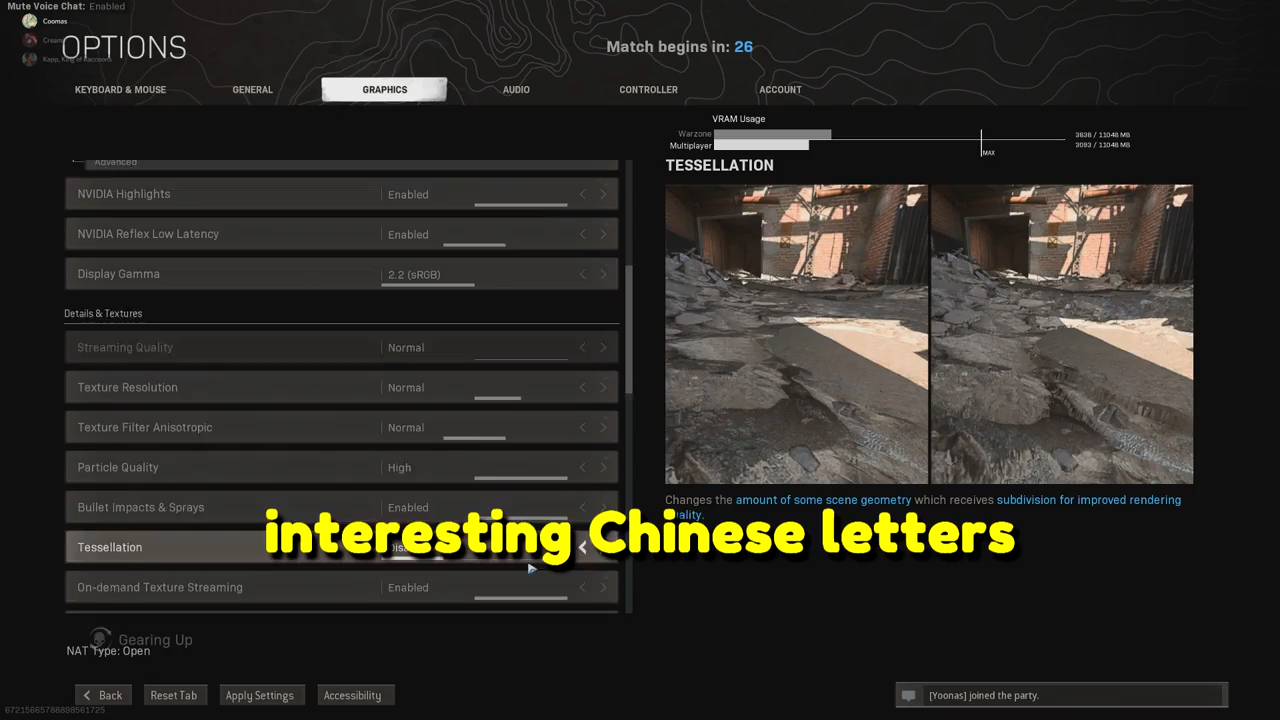 Mute Voice Chat: Enabled
Coomas
OPTIONS
Match begins in: 26
KEYBOARD & MOUSE
GENERAL
GRAPHICS
AUDIO
CONTROLLER
ACCOUNT
VRAM Usage
Warzone 3838 / 11048 MB
Multiplayer 3093 / 11048 MB
MAX
Advanced
NVIDIA Highlights Enabled
NVIDIA Reflex Low Latency Enabled
Display Gamma 2.2 (sRGB)
Details & Textures
Streaming Quality Normal
Texture Resolution Normal
Texture Filter Anisotropic Normal
Particle Quality High
Bullet Impacts & Sprays Enabled
Tessellation
On-demand Texture Streaming Enabled
TESSELLATION
Changes the amount of some scene geometry which receives subdivision for improved rendering
interesting Chinese letters
Gearing Up
NAT Type: Open
Back
Reset Tab
Apply Settings
Accessibility
[Yoonas] joined the party.